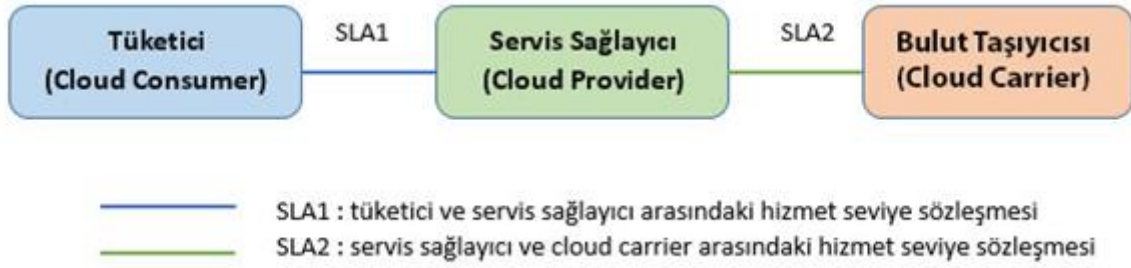 Tüketici
(Cloud Consumer)
SLA1
Servis Sağlayıcı
(Cloud Provider)
SLA2
Bulut Taşıyıcısı
(Cloud Carrier)
SLA1 : tüketici ve servis sağlayıcı arasındaki hizmet seviye sözleşmesi
SLA2 : servis sağlayıcı ve cloud carrier arasındaki hizmet seviye sözleşmesi